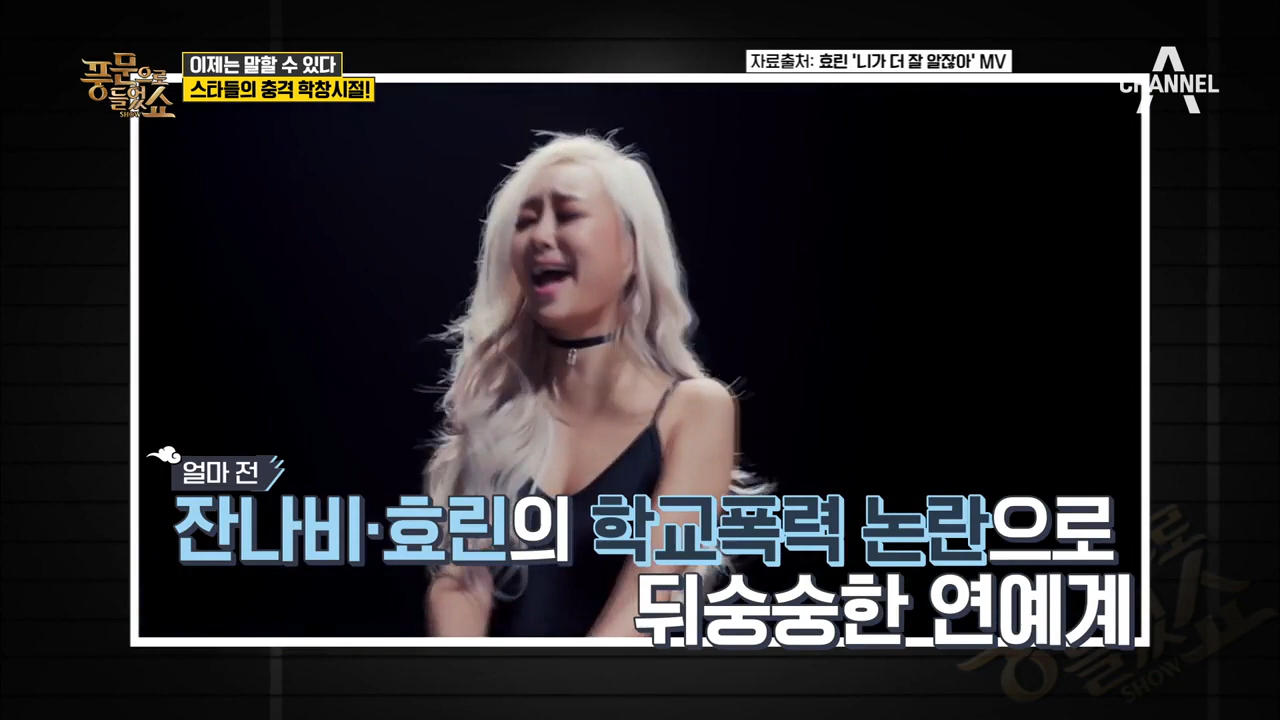 풍문으로
들었쇼
SHOW
이제는 말할 수 있다
스타들의 충격 학창시절!
자료출처: 효린 '니가 더 잘 알잖아' MV
CHANNEL A
얼마 전
잔나비·효린의 학교폭력 논란으로
뒤숭숭한 연예계
SHOW